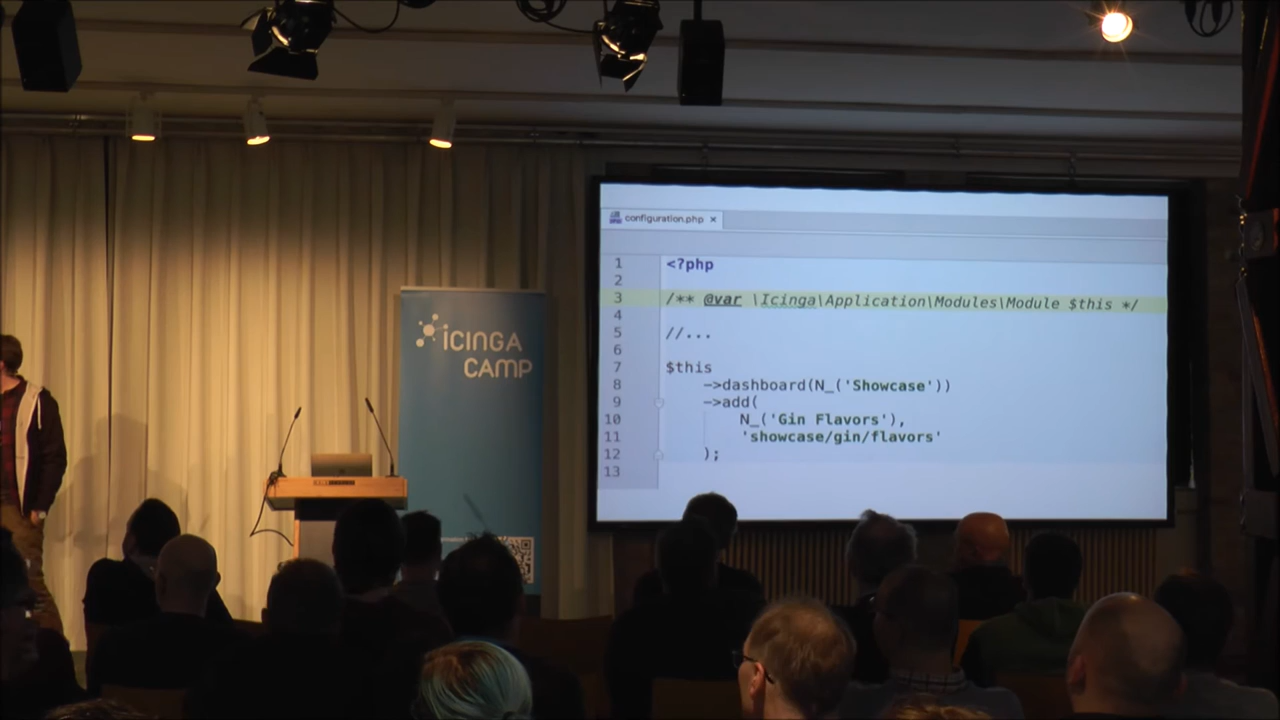 configuration.php
1 <?php
2
3 /** @var \Icinga\Application\Modules\Module $this */
4
5 //...
6
7 $this
8 ->dashboard(N_('Showcase'))
9 ->add(
10 N_('Gin Flavors'),
11 'showcase/gin/flavors'
12 );
13
ICINGA
CAMP